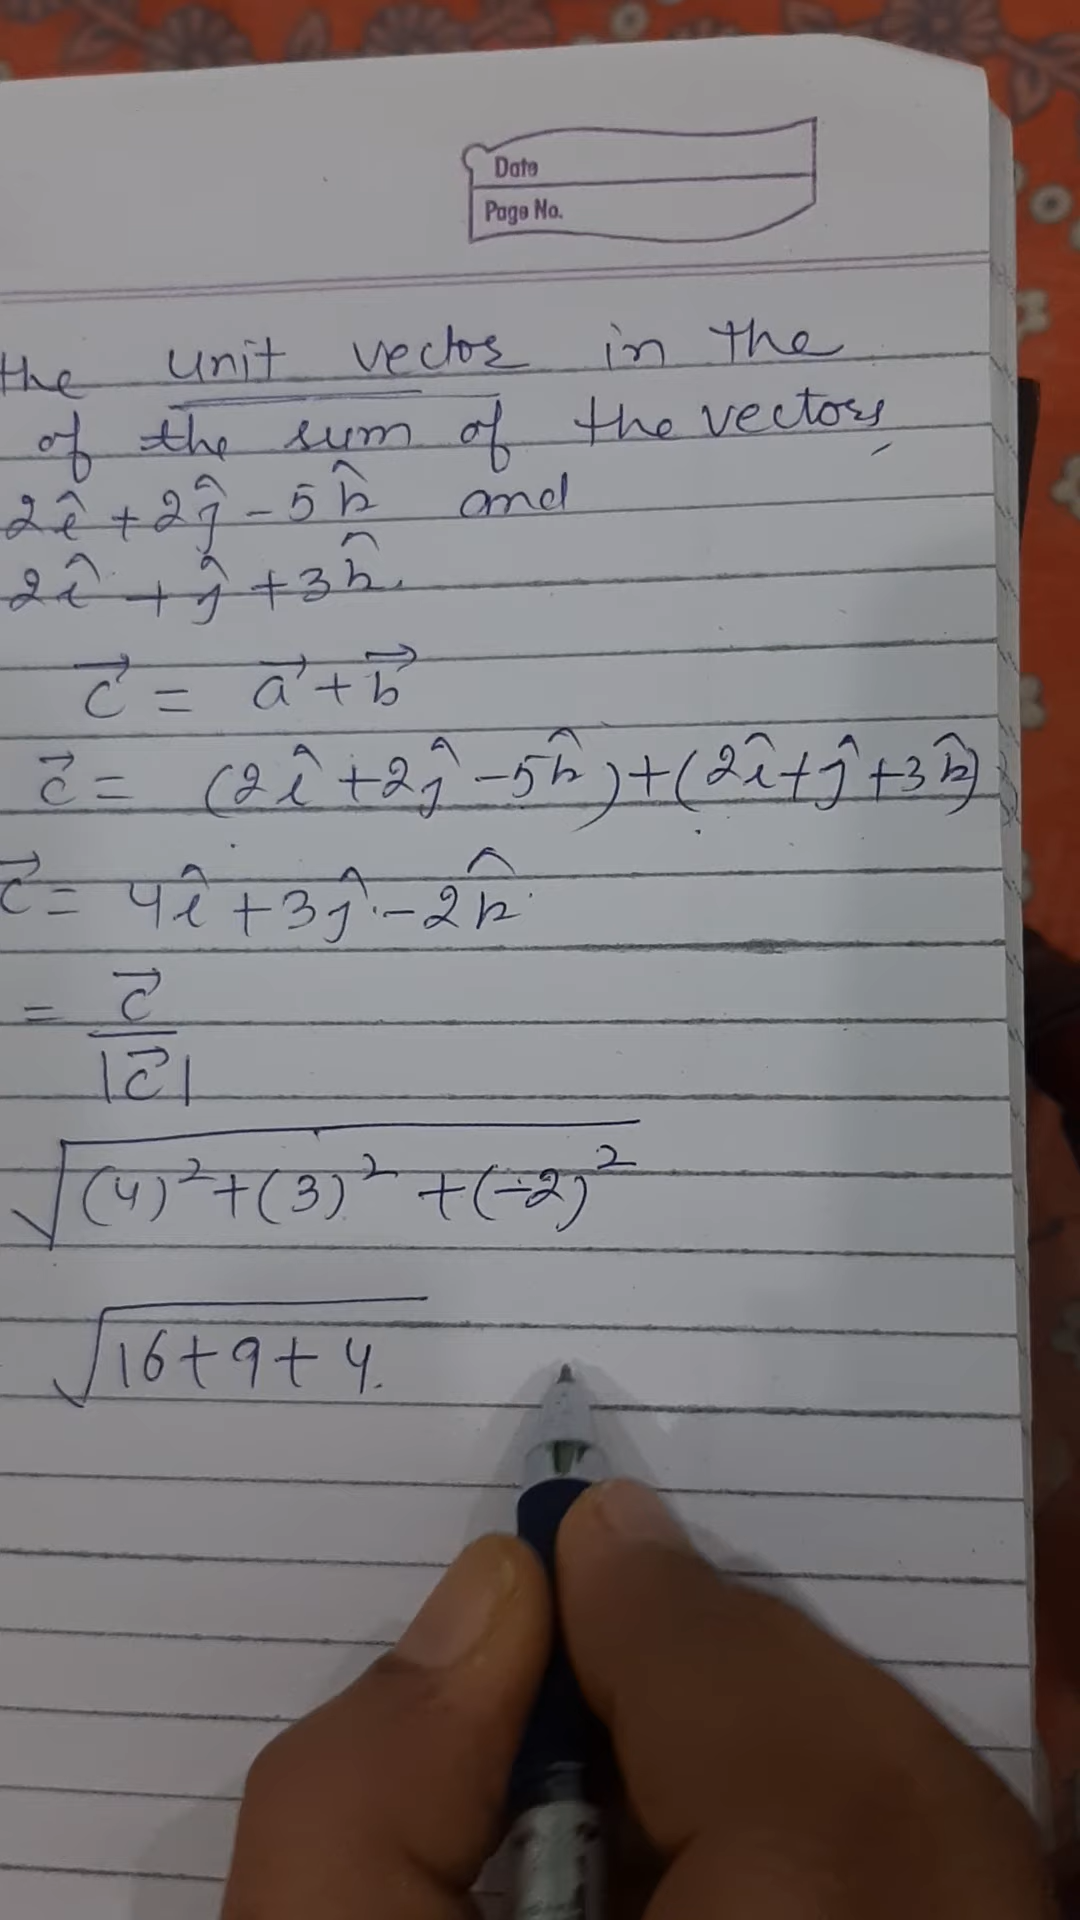 Date
Page No.
the unit vector in the
of the sum of the vectors,
2î + 2ĵ - 5k̂ and
2î + ĵ + 3k̂.
c⃗ = a⃗ + b⃗
c⃗ = (2î + 2ĵ - 5k̂) + (2î + ĵ + 3k̂)
c⃗ = 4î + 3ĵ - 2k̂
= c⃗
|c⃗|
√(4)² + (3)² + (-2)²
√16 + 9 + 4